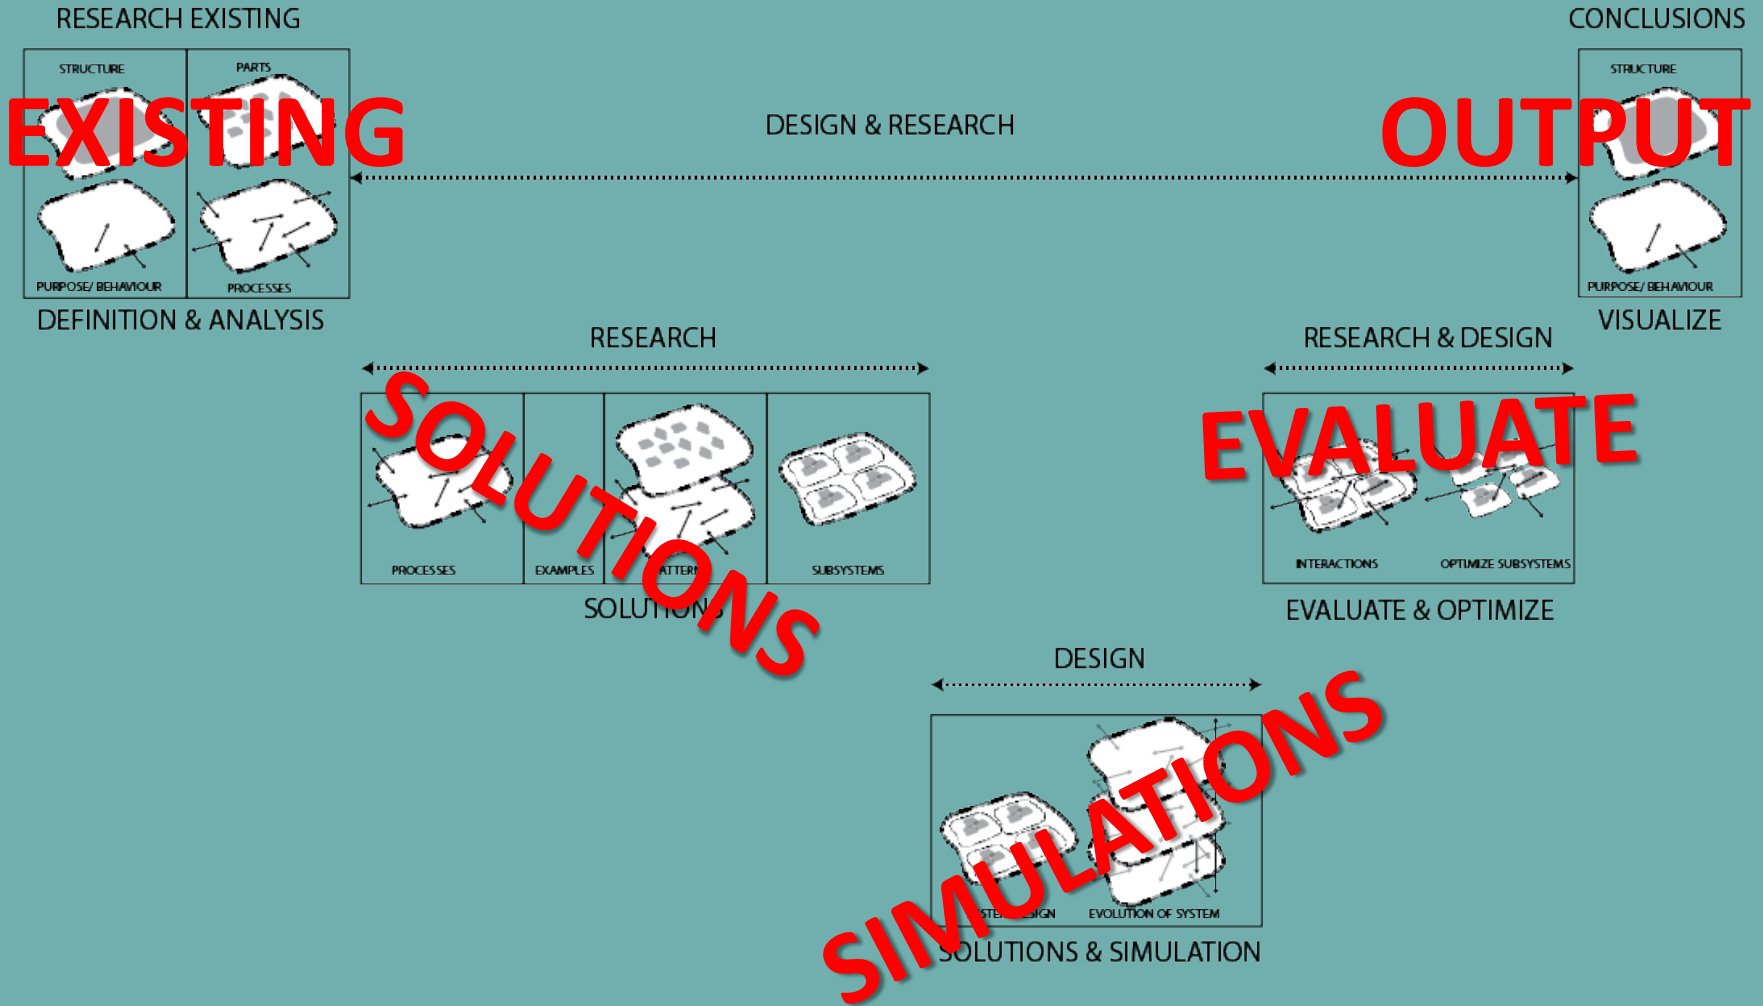 RESEARCH EXISTING
CONCLUSIONS
STRUCTURE
PARTS
STRUCTURE
EXISTING
DESIGN & RESEARCH
OUTPUT
PURPOSE/ BEHAVIOUR
PROCESSES
PURPOSE/ BEHAVIOUR
DEFINITION & ANALYSIS
VISUALIZE
RESEARCH
RESEARCH & DESIGN
SOLUTIONS
EVALUATE
PROCESSES
EXAMPLES
SUBSYSTEMS
INTERACTIONS
OPTIMIZE SUBSYSTEMS
SOLUTIONS
EVALUATE & OPTIMIZE
DESIGN
SIMULATIONS
EVOLUTION OF SYSTEM
SOLUTIONS & SIMULATION